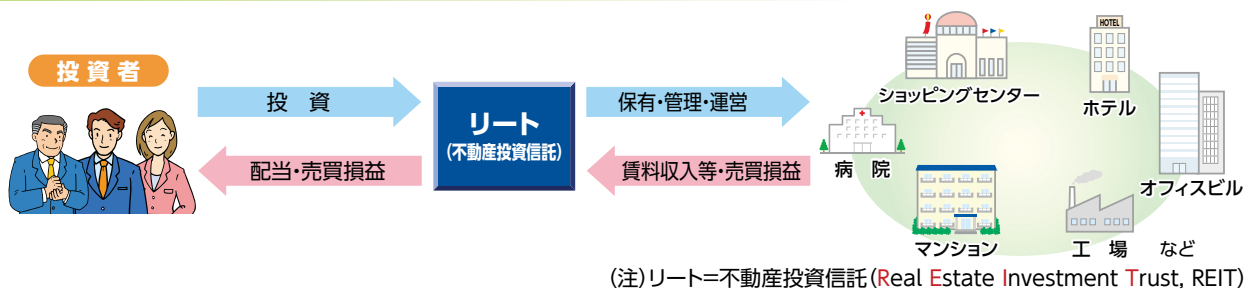 投資者
投 資
配当・売買損益
リート
(不動産投資信託)
保有・管理・運営
賃料収入等・売買損益
ショッピングセンター
HOTEL
ホテル
病 院
オフィスビル
マンション
工 場 など
(注)リート=不動産投資信託(Real Estate Investment Trust, REIT)